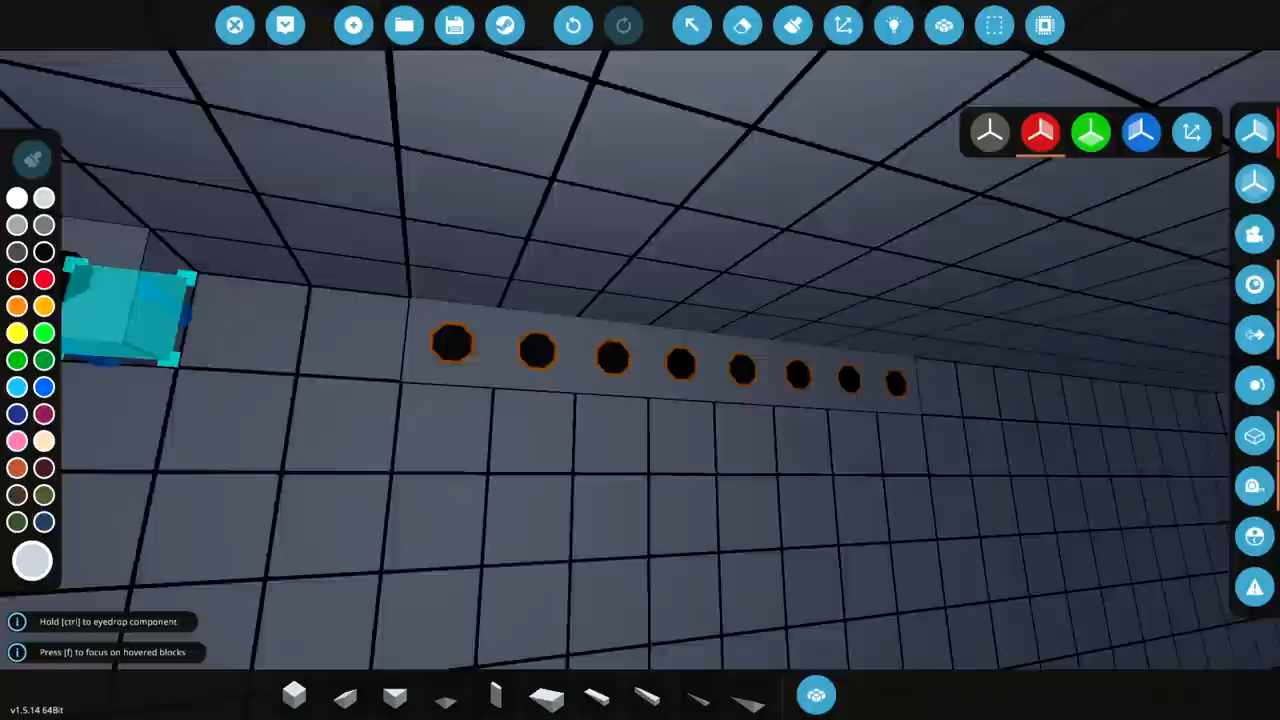 Hold [ctrl] to eyedrop component
Press [f] to focus on hovered blocks
v1.5.14 64Bit